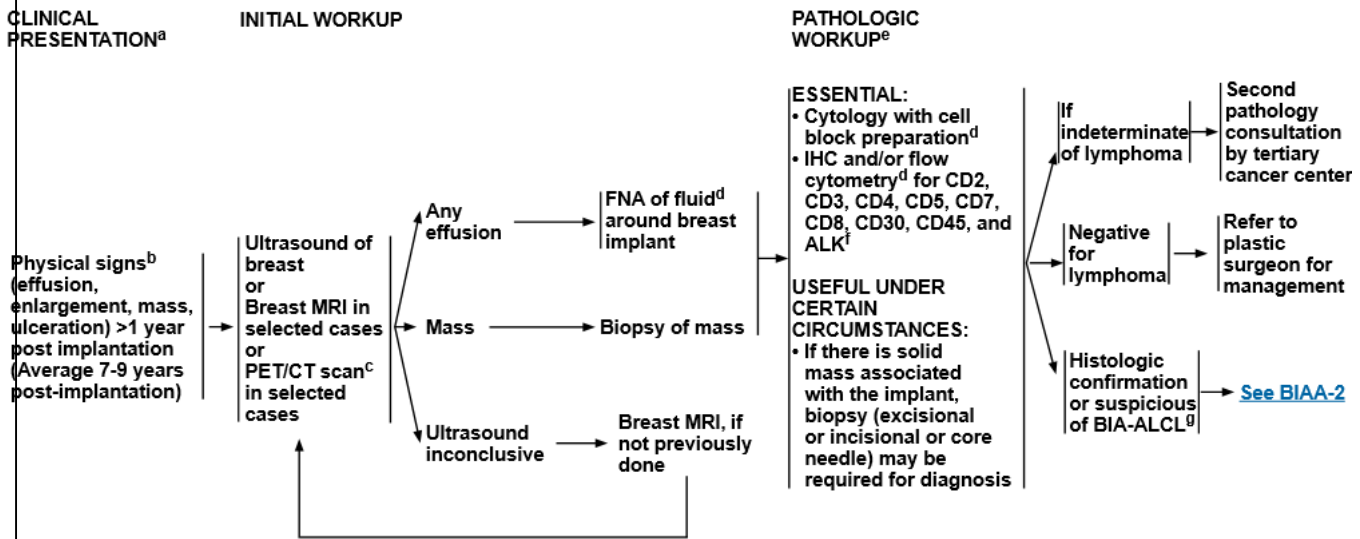 CLINICAL
PRESENTATIONᵃ
INITIAL WORKUP
PATHOLOGIC
WORKUPᵉ
Physical signsᵇ
(effusion,
enlargement, mass,
ulceration) >1 year
post implantation
(Average 7-9 years
post-implantation)
Ultrasound of
breast
or
Breast MRI in
selected cases
or
PET/CT scanᶜ
in selected
cases
Any
effusion
FNA of fluidᵈ
around breast
implant
Mass
Biopsy of mass
Ultrasound
inconclusive
Breast MRI, if
not previously
done
ESSENTIAL:
• Cytology with cell
block preparationᵈ
• IHC and/or flow
cytometryᵈ for CD2,
CD3, CD4, CD5, CD7,
CD8, CD30, CD45, and
ALKᶠ
USEFUL UNDER
CERTAIN
CIRCUMSTANCES:
• If there is solid
mass associated
with the implant,
biopsy (excisional
or incisional or core
needle) may be
required for diagnosis
If
indeterminate
of lymphoma
Second
pathology
consultation
by tertiary
cancer center
Negative
for
lymphoma
Refer to
plastic
surgeon for
management
Histologic
confirmation
or suspicious
of BIA-ALCLᵍ
See BIAA-2